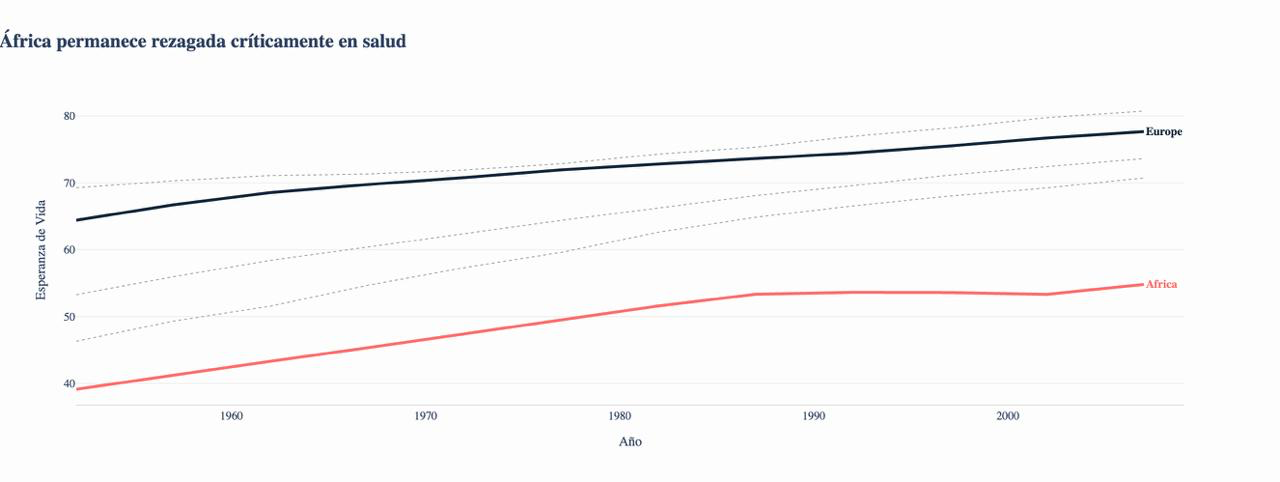 África permanece rezagada críticamente en salud
80
Europe
70
Esperanza de Vida
60
50
Africa
40
1960 1970 1980 1990 2000
Año